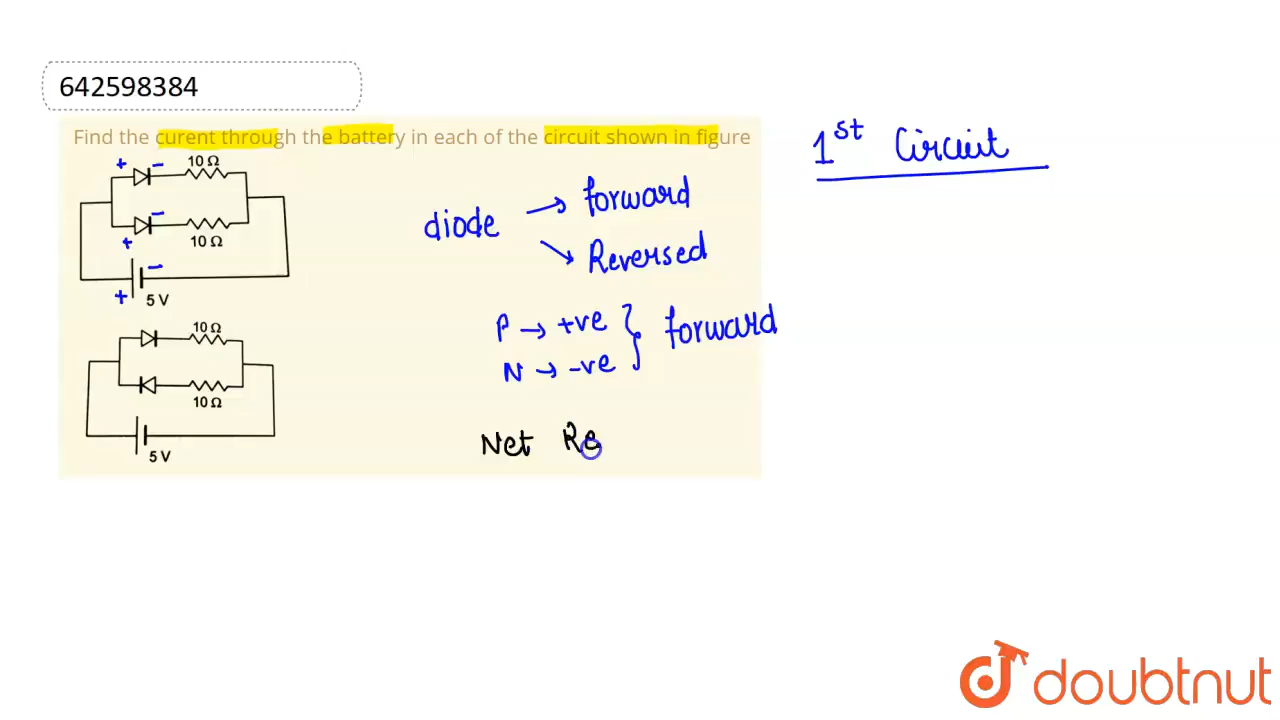 642598384
Find the curent through the battery in each of the circuit shown in figure
1st Circuit
+ - 10 Ω
+ - 10 Ω
+ - 5 V
diode → forward
→ Reversed
P → +ve } forward
N → -ve
10 Ω
10 Ω
5 V
Net Re
doubtnut